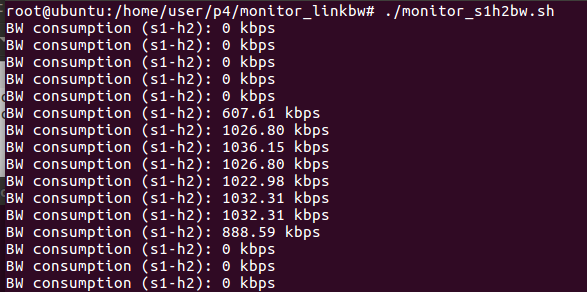 root@ubuntu:/home/user/p4/monitor_linkbw# ./monitor_s1h2bw.sh
BW consumption (s1-h2): 0 kbps
BW consumption (s1-h2): 0 kbps
BW consumption (s1-h2): 0 kbps
BW consumption (s1-h2): 0 kbps
BW consumption (s1-h2): 0 kbps
BW consumption (s1-h2): 607.61 kbps
BW consumption (s1-h2): 1026.80 kbps
BW consumption (s1-h2): 1036.15 kbps
BW consumption (s1-h2): 1026.80 kbps
BW consumption (s1-h2): 1022.98 kbps
BW consumption (s1-h2): 1032.31 kbps
BW consumption (s1-h2): 1032.31 kbps
BW consumption (s1-h2): 888.59 kbps
BW consumption (s1-h2): 0 kbps
BW consumption (s1-h2): 0 kbps
BW consumption (s1-h2): 0 kbps